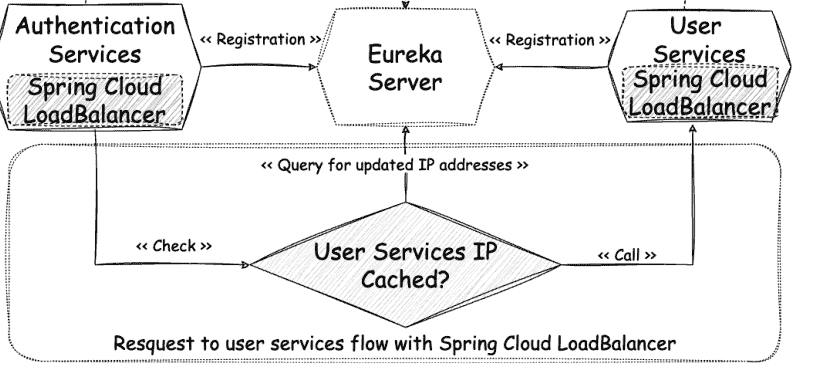 Authentication
Services
Spring Cloud
LoadBalancer
<< Registration >>
Eureka
Server
<< Registration >>
User
Services
Spring Cloud
LoadBalancer
<< Query for updated IP addresses >>
<< Check >>
User Services IP
Cached?
<< Call >>
Resquest to user services flow with Spring Cloud LoadBalancer